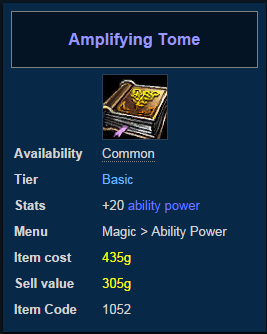 Amplifying Tome
Availability Common
Tier Basic
Stats +20 ability power
Menu Magic > Ability Power
Item cost 435g
Sell value 305g
Item Code 1052